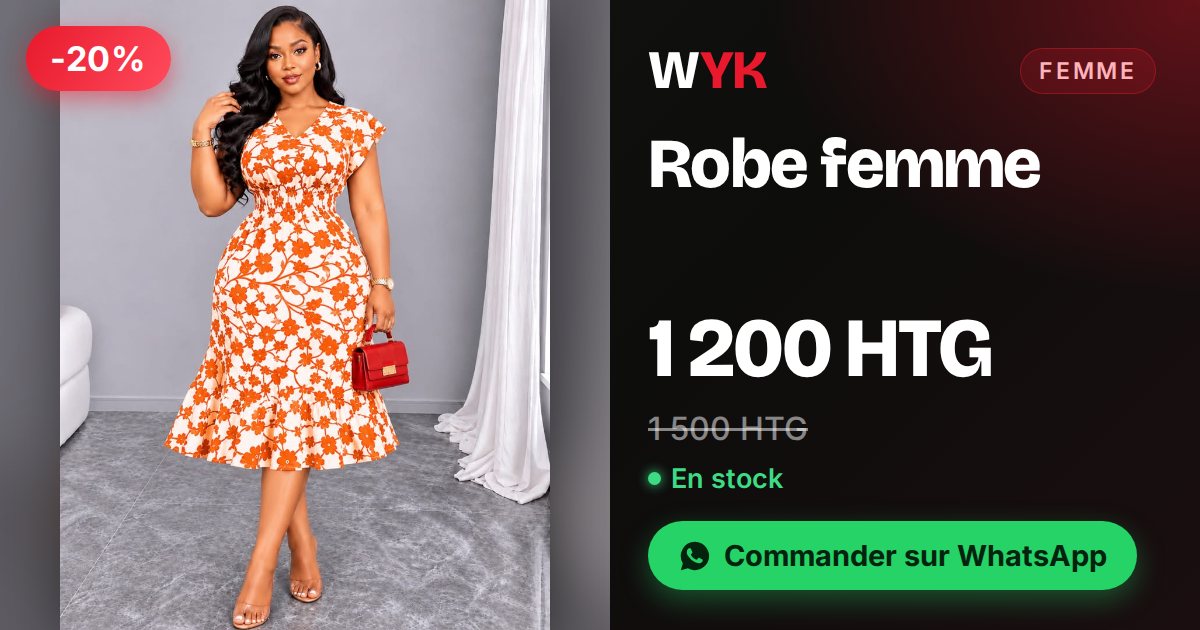 -20%
WYK
FEMME
Robe femme
1 200 HTG
1 500 HTG
En stock
Commander sur WhatsApp